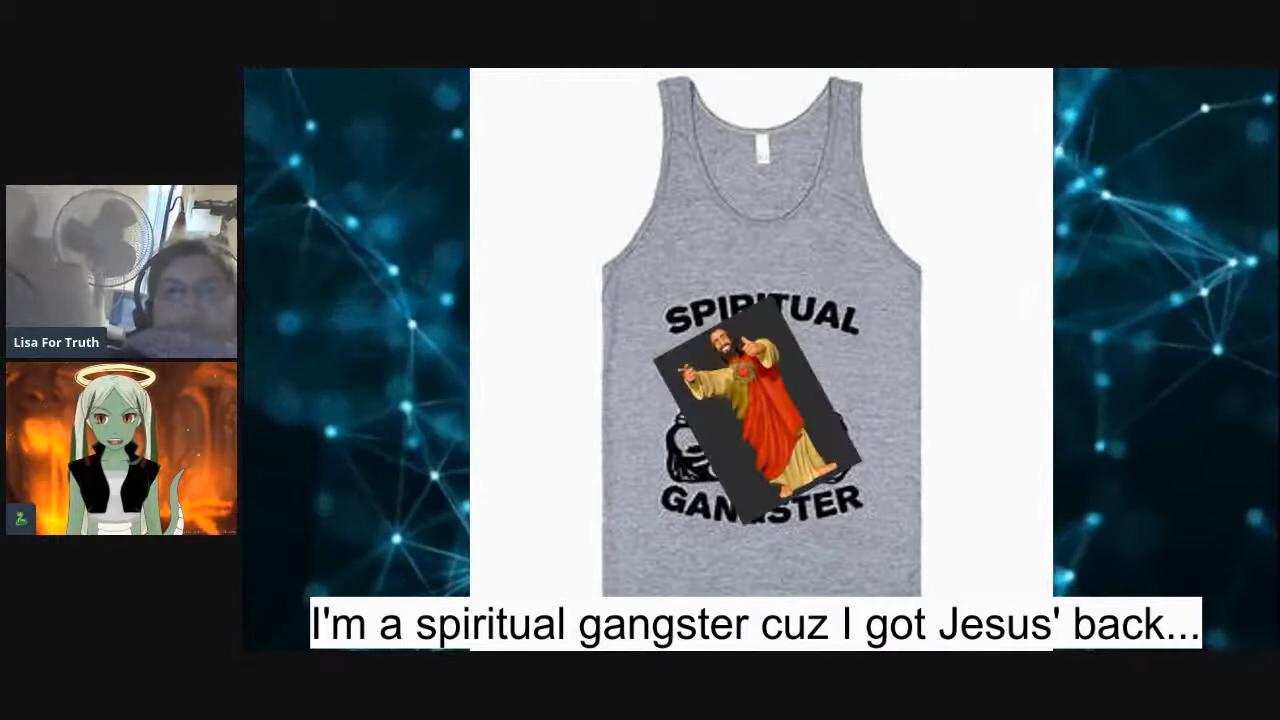 SPIRITUAL
Lisa For Truth
GANGSTER
I'm a spiritual gangster cuz I got Jesus' back...